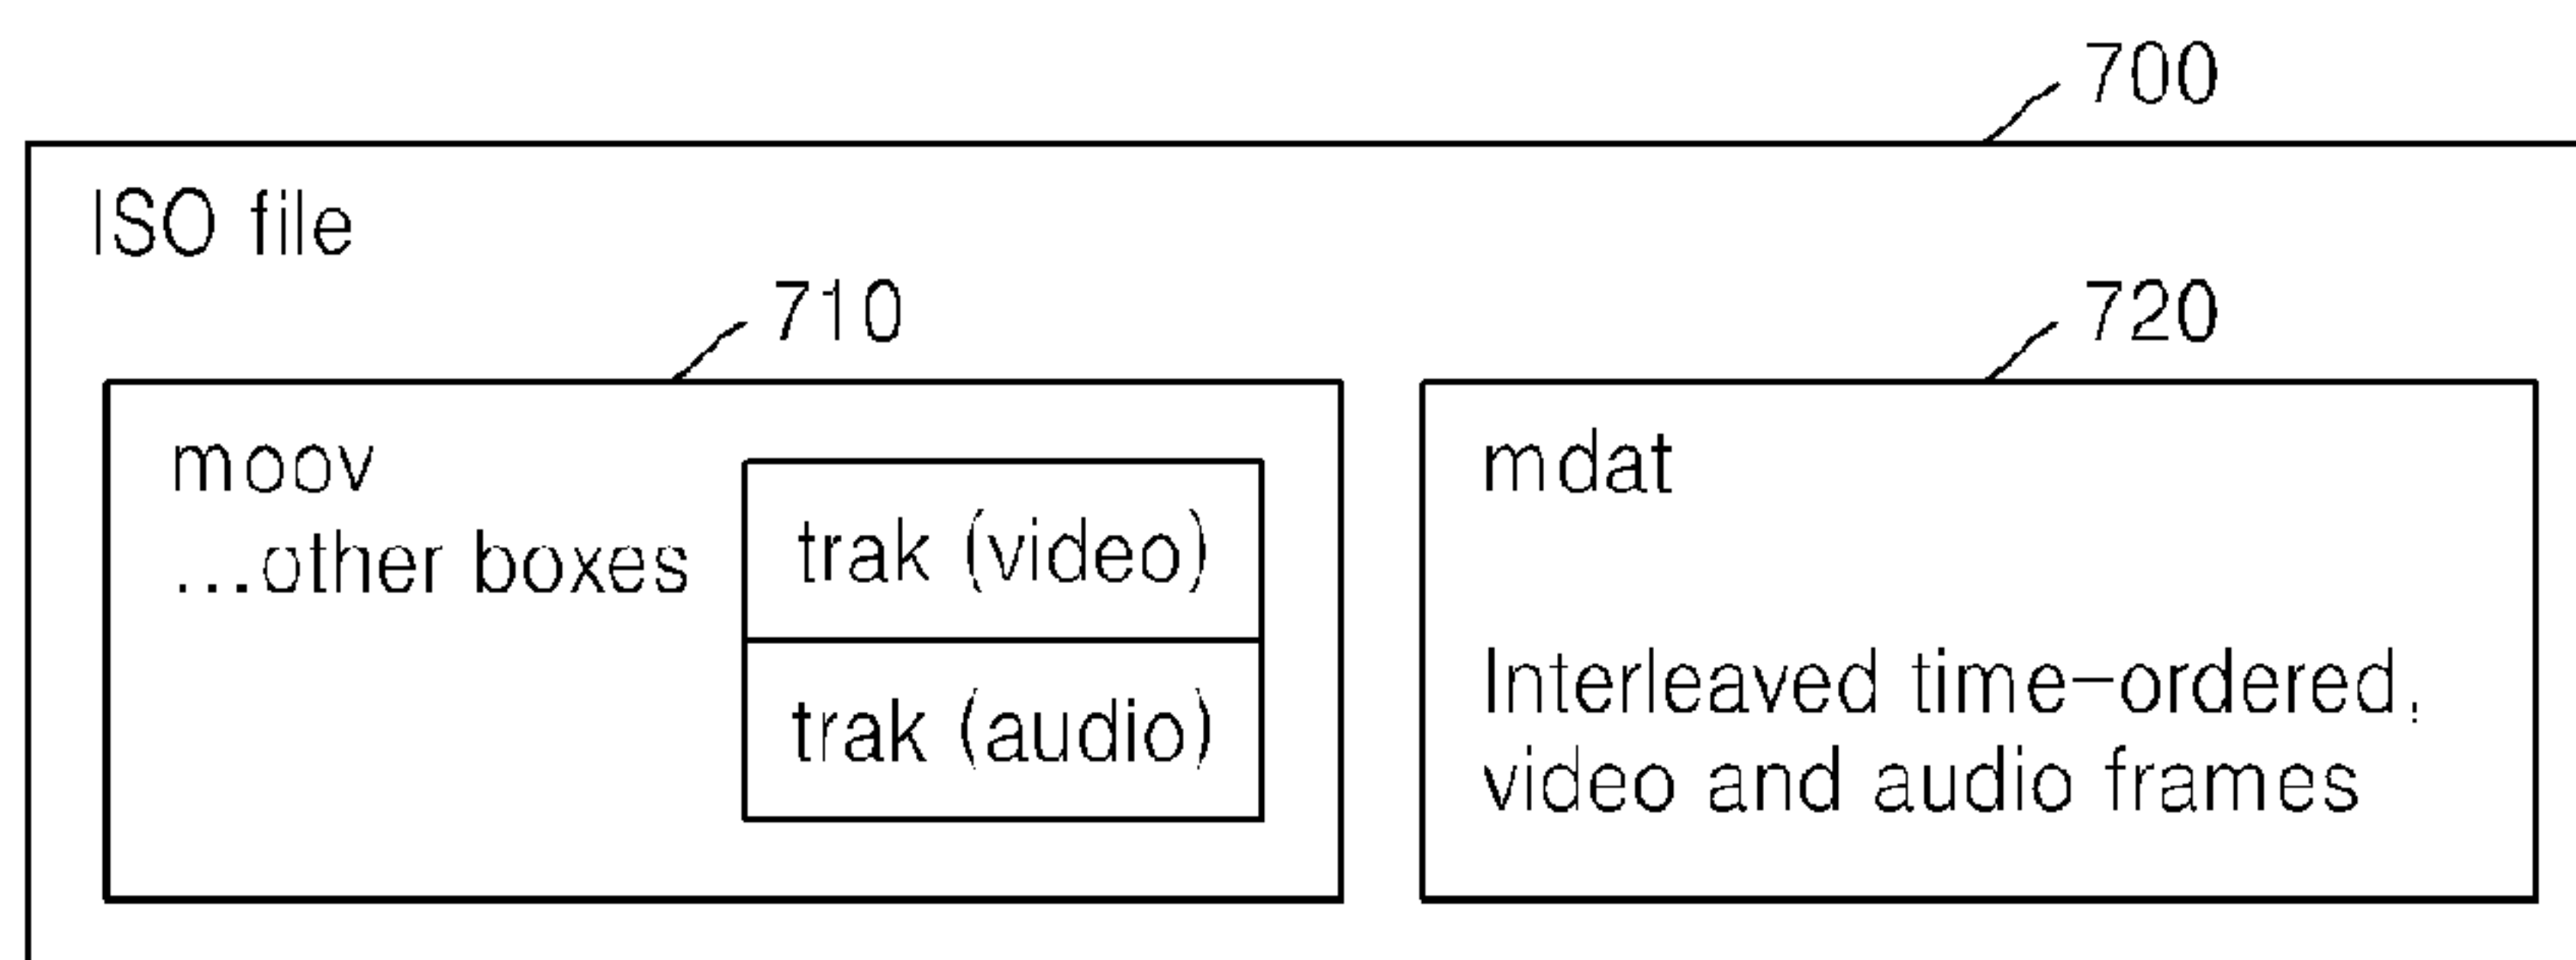 700
ISO file
710
720
moov
...other boxes
trak (video)
trak (audio)
mdat
Interleaved time-ordered,
video and audio frames